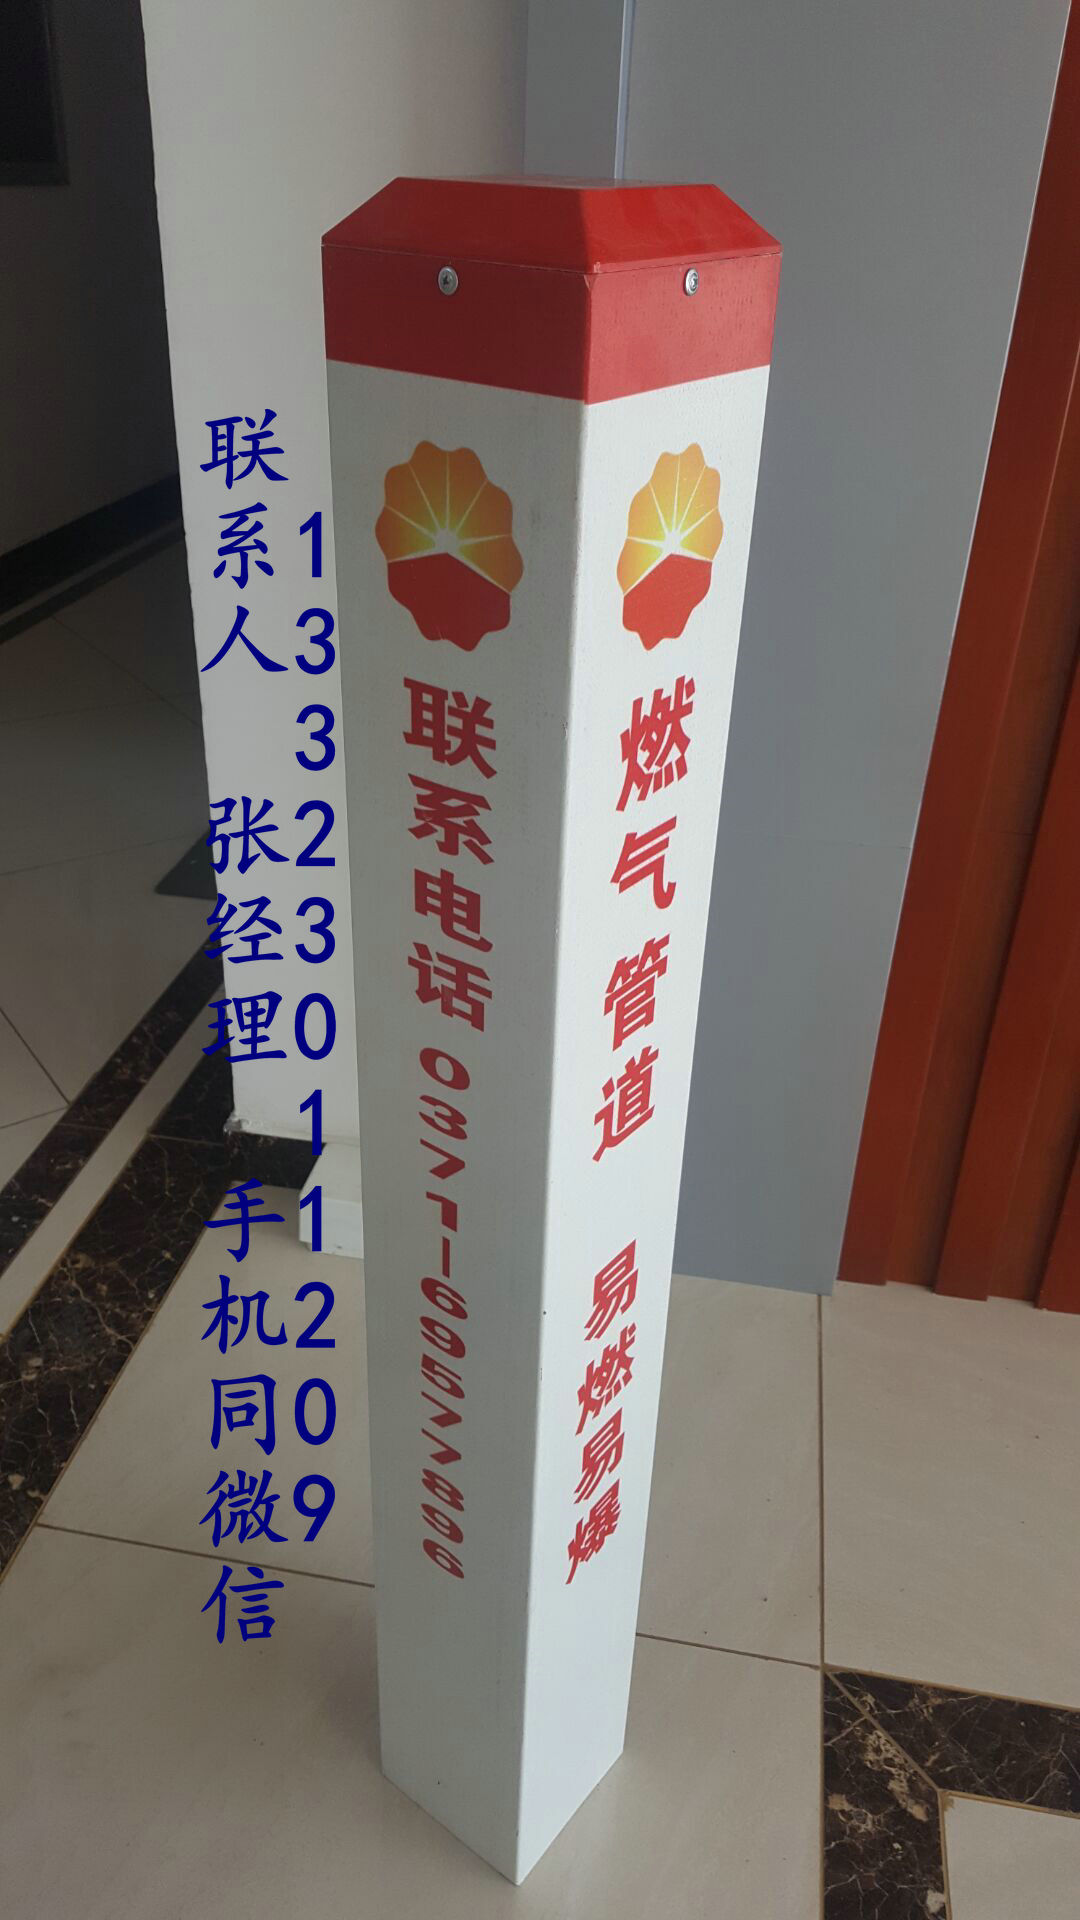 联系人 张经理 手机同微信
13323011209
联系电话 0371-69577896
燃气管道 易燃易爆